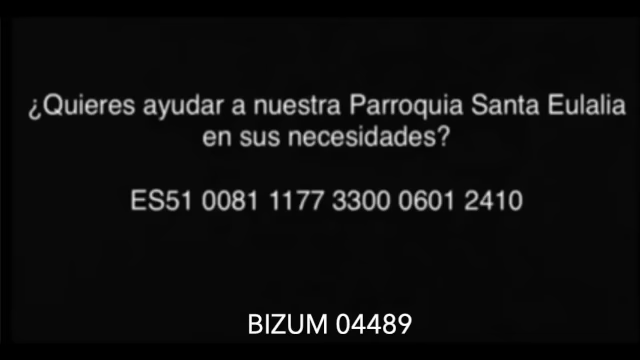 ¿Quieres ayudar a nuestra Parroquia Santa Eulalia
en sus necesidades?
ES51 0081 1177 3300 0601 2410
BIZUM 04489